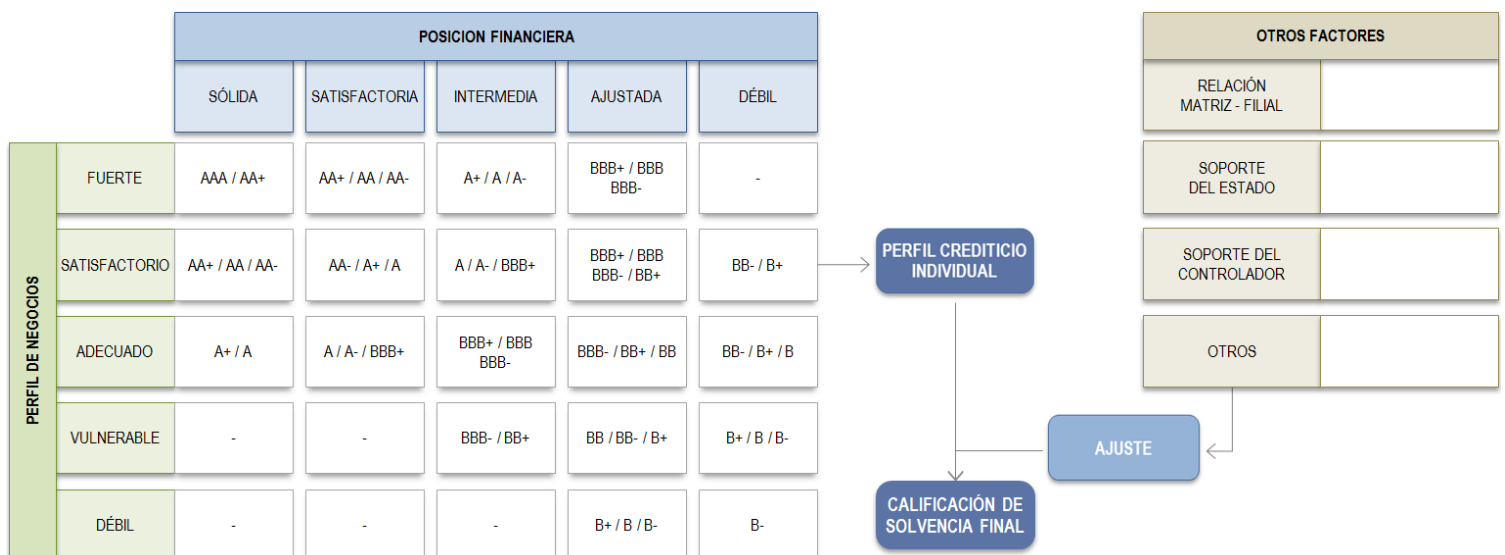 POSICION FINANCIERA
OTROS FACTORES
SÓLIDA
SATISFACTORIA
INTERMEDIA
AJUSTADA
DÉBIL
RELACIÓN
MATRIZ - FILIAL
PERFIL DE NEGOCIOS
FUERTE
AAA / AA+
AA+ / AA / AA-
A+ / A / A-
BBB+ / BBB
BBB-
-
SOPORTE
DEL ESTADO
SATISFACTORIO
AA+ / AA / AA-
AA- / A+ / A
A / A- / BBB+
BBB+ / BBB
BBB- / BB+
BB- / B+
PERFIL CREDITICIO
INDIVIDUAL
SOPORTE DEL
CONTROLADOR
ADECUADO
A+ / A
A / A- / BBB+
BBB+ / BBB
BBB-
BBB- / BB+ / BB
BB- / B+ / B
OTROS
VULNERABLE
-
-
BBB- / BB+
BB / BB- / B+
B+ / B / B-
AJUSTE
DÉBIL
-
-
-
B+ / B / B-
B-
CALIFICACIÓN DE
SOLVENCIA FINAL